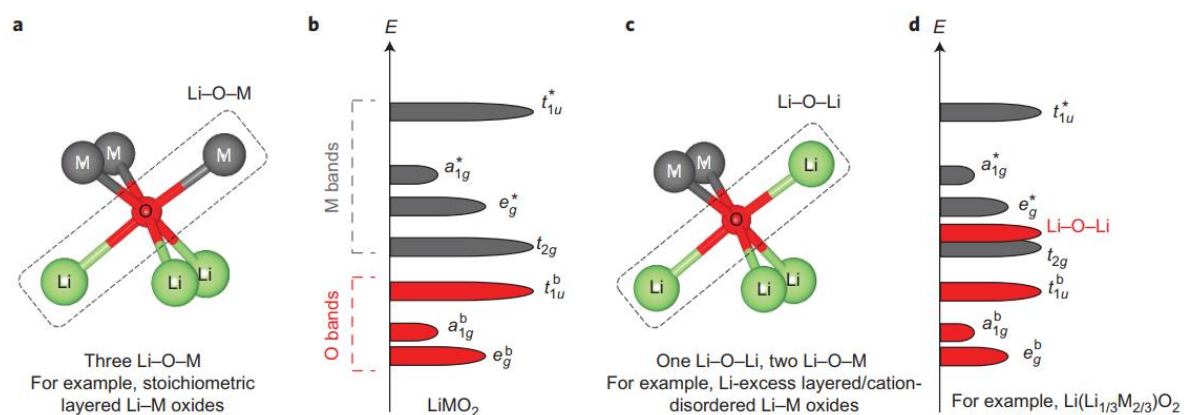 a
Li–O–M
M
M
M
O
Li
Li
Li
Three Li–O–M
For example, stoichiometric
layered Li–M oxides
b
E
M bands
O bands
t*1u
a*1g
e*g
t2g
tb1u
ab1g
ebg
LiMO2
c
Li–O–Li
M
M
Li
O
Li
Li
Li
One Li–O–Li, two Li–O–M
For example, Li-excess layered/cation-
disordered Li–M oxides
d
E
t*1u
a*1g
e*g
Li–O–Li
t2g
tb1u
ab1g
ebg
For example, Li(Li1/3M2/3)O2